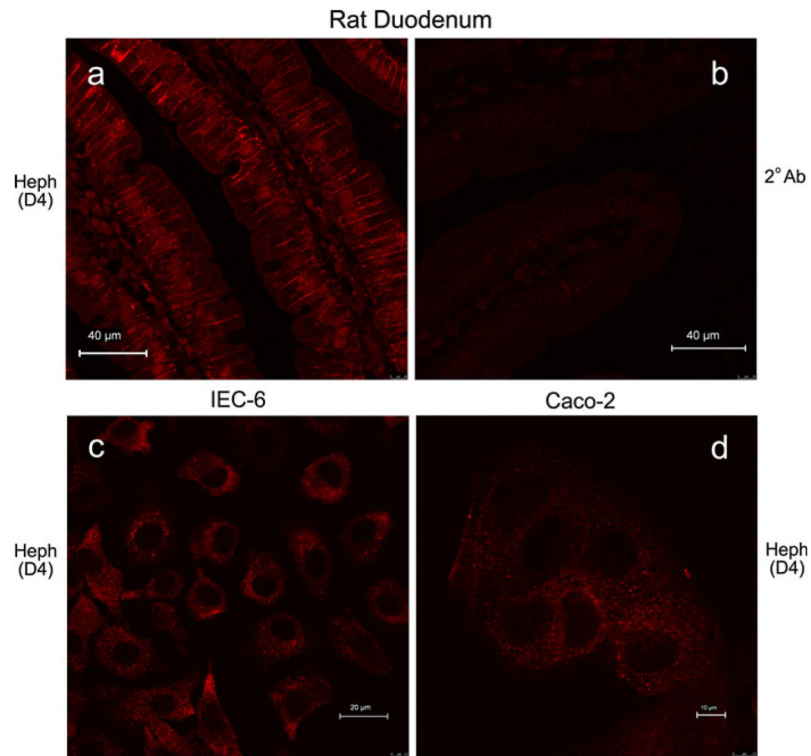 Rat Duodenum
a
b
Heph
(D4)
2° Ab
40 µm
40 µm
IEC-6
Caco-2
c
d
Heph
(D4)
Heph
(D4)
20 µm
10 µm